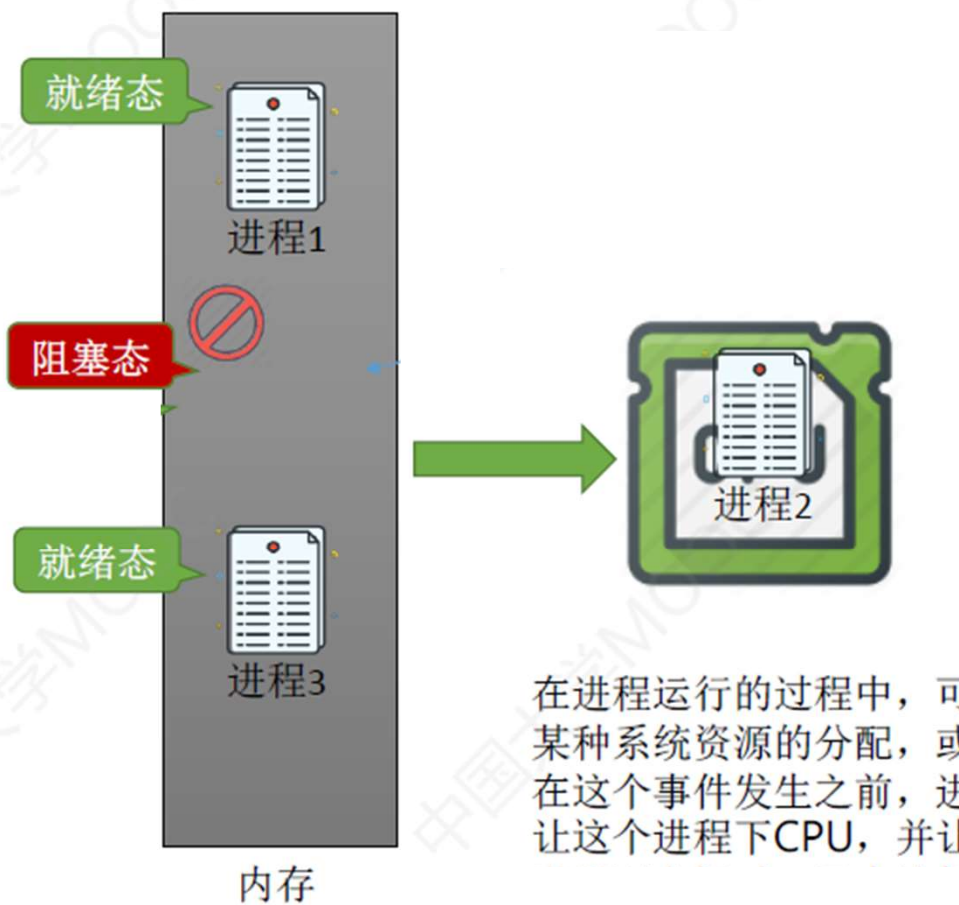 就绪态
进程1
阻塞态
进程2
就绪态
进程3
在进程运行的过程中，可
某种系统资源的分配，或
在这个事件发生之前，进
让这个进程下CPU，并让
内存